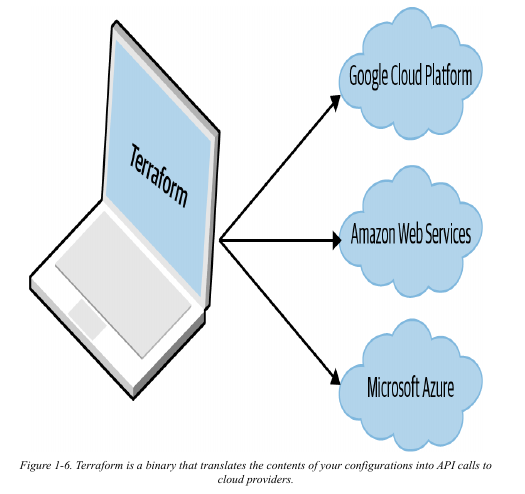 Google Cloud Platform
Terraform
Amazon Web Services
Microsoft Azure
Figure 1-6. Terraform is a binary that translates the contents of your configurations into API calls to
cloud providers.